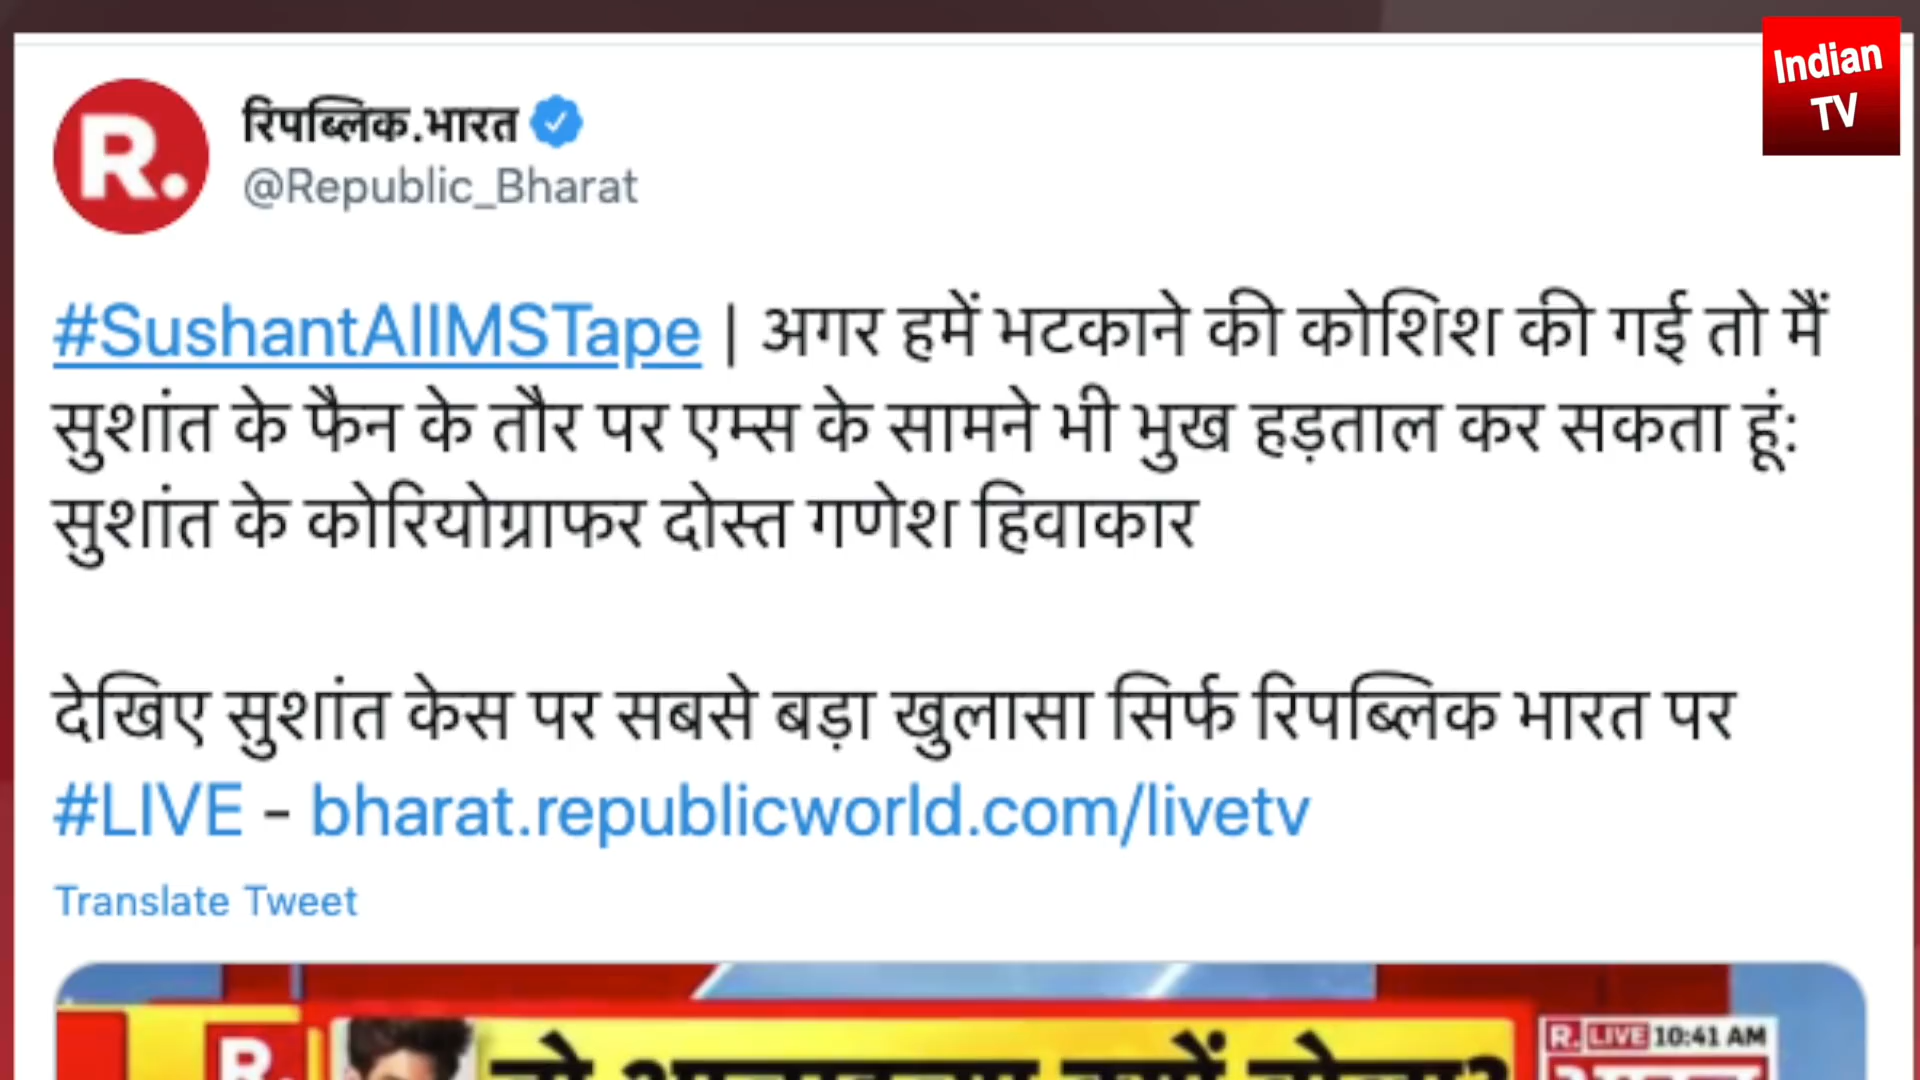 Indian
TV
R.
रिपब्लिक.भारत
@Republic_Bharat
#SushantAIIMSTape | अगर हमें भटकाने की कोशिश की गई तो मैं
सुशांत के फैन के तौर पर एम्स के सामने भी भुख हड़ताल कर सकता हूं:
सुशांत के कोरियोग्राफर दोस्त गणेश हिवाकार
देखिए सुशांत केस पर सबसे बड़ा खुलासा सिर्फ रिपब्लिक भारत पर
#LIVE - bharat.republicworld.com/livetv
Translate Tweet
R. LIVE 10:41 AM
R.